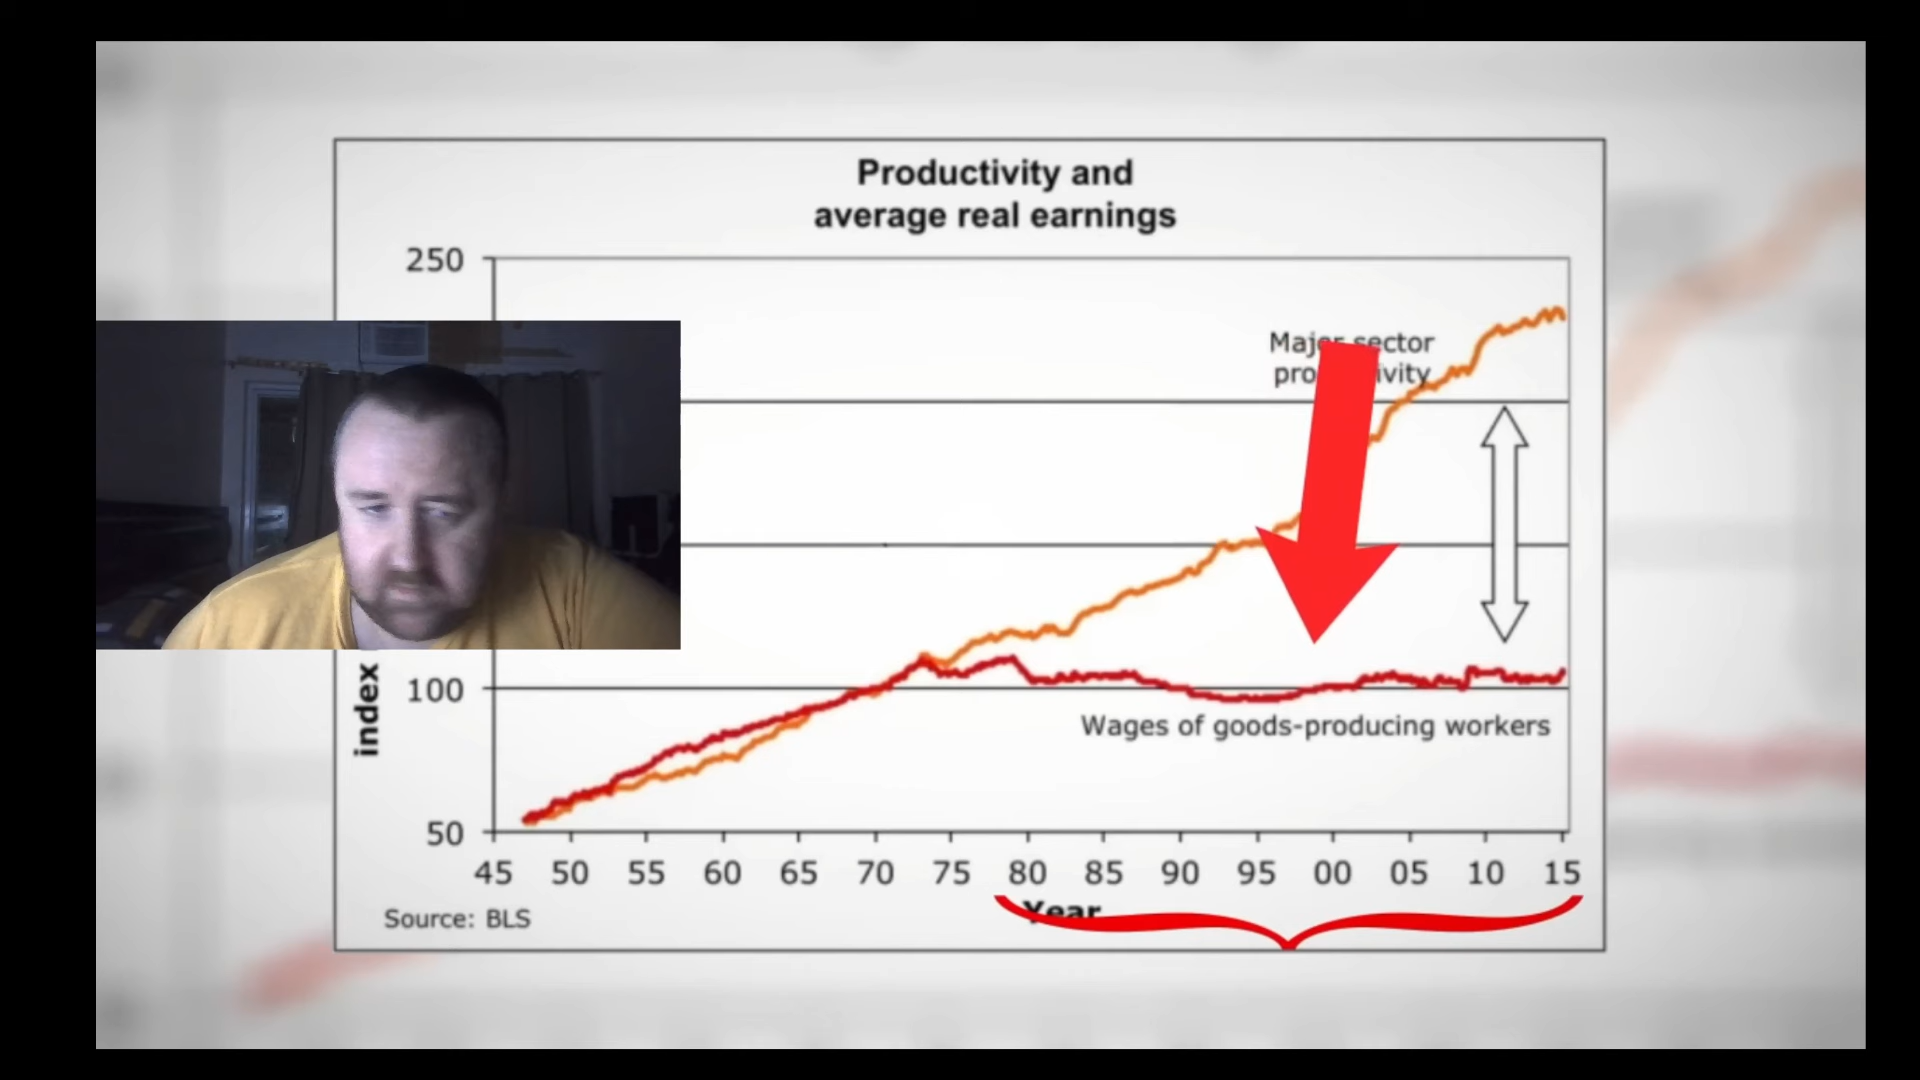 Productivity and
average real earnings
250
Major sector
productivity
index
100
Wages of goods-producing workers
50
45 50 55 60 65 70 75 80 85 90 95 00 05 10 15
Year
Source: BLS